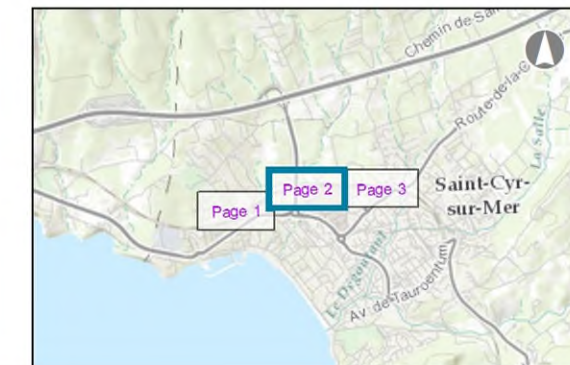 Chemin de Sai
Route-de-la-C
La Salle
Page 2
Page 3
Page 1
Saint-Cyr-
sur-Mer
Le Dégoutant
Av. de Tauroentum